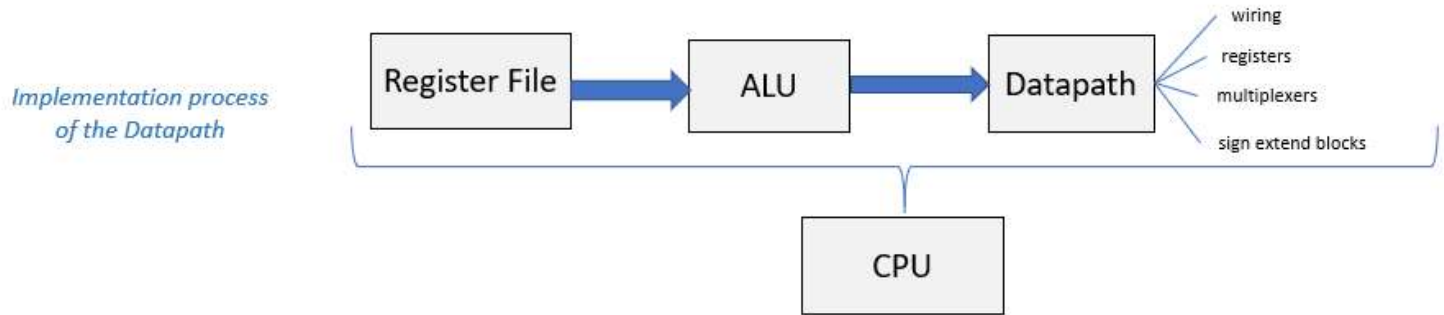 Implementation process
of the Datapath
Register File
ALU
Datapath
wiring
registers
multiplexers
sign extend blocks
CPU